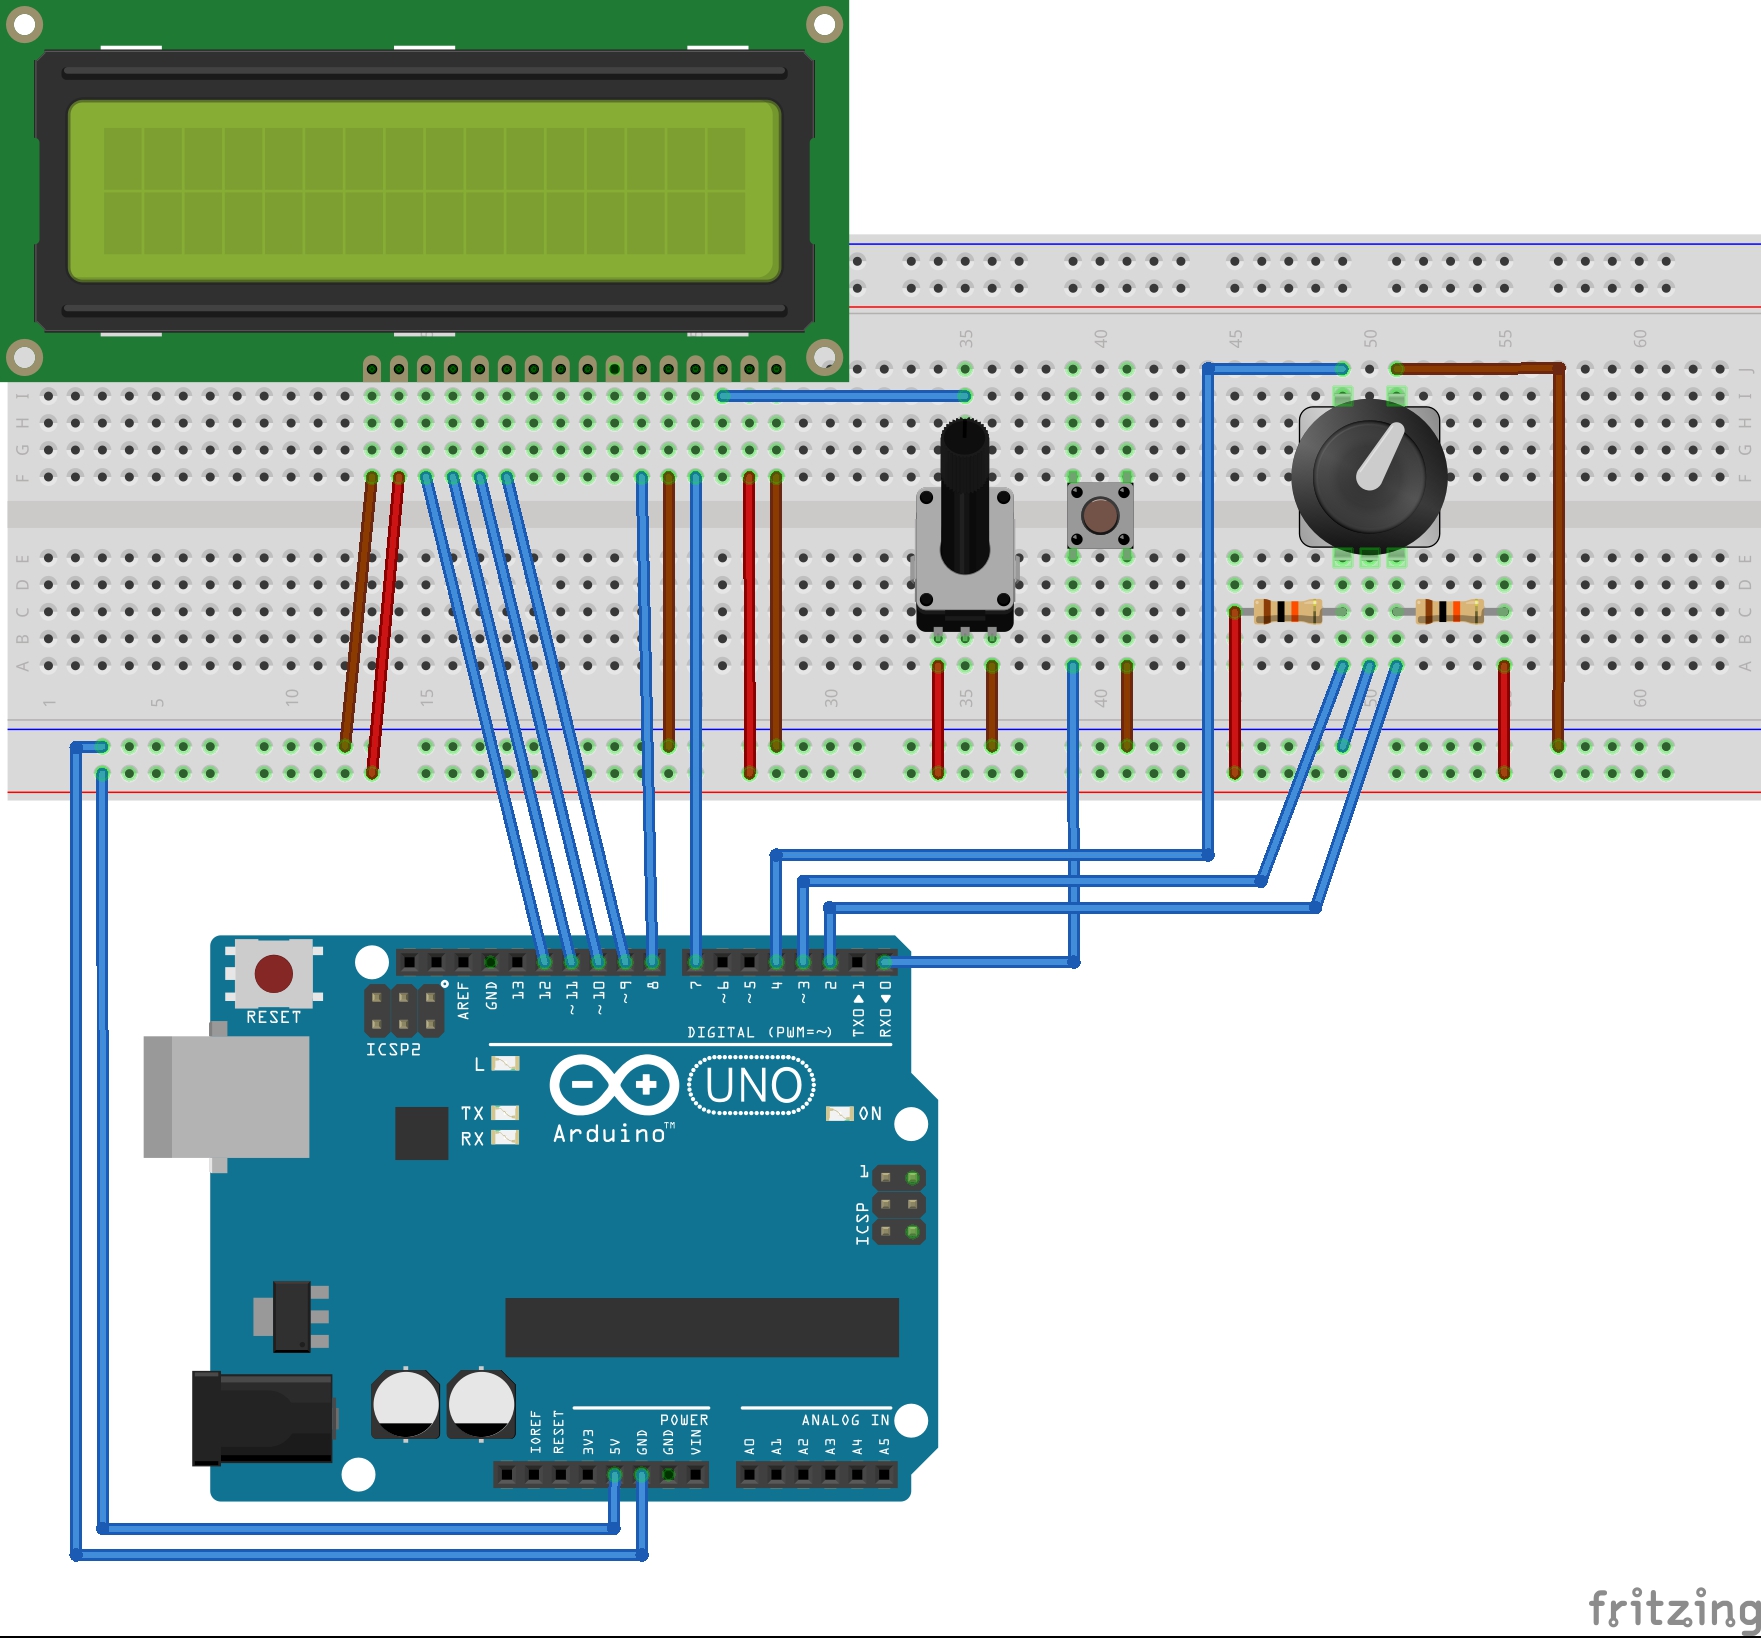 35 40 45 50 55 60
J
I I
H H
G G
F F
E E
D D
C C
B B
A A
1 5 10 15 30 35 40 50 60
RESET
ICSP2
AREF
GND
13
12
~11
~10
~9
8
7
~6
~5
4
~3
2
TX0▶1
RX0◀0
DIGITAL (PWM=~)
L
TX
RX
UNO
ON
Arduino™
1
ICSP
POWER
ANALOG IN
IOREF
RESET
3V3
5V
GND
GND
VIN
A0
A1
A2
A3
A4
A5
fritzing